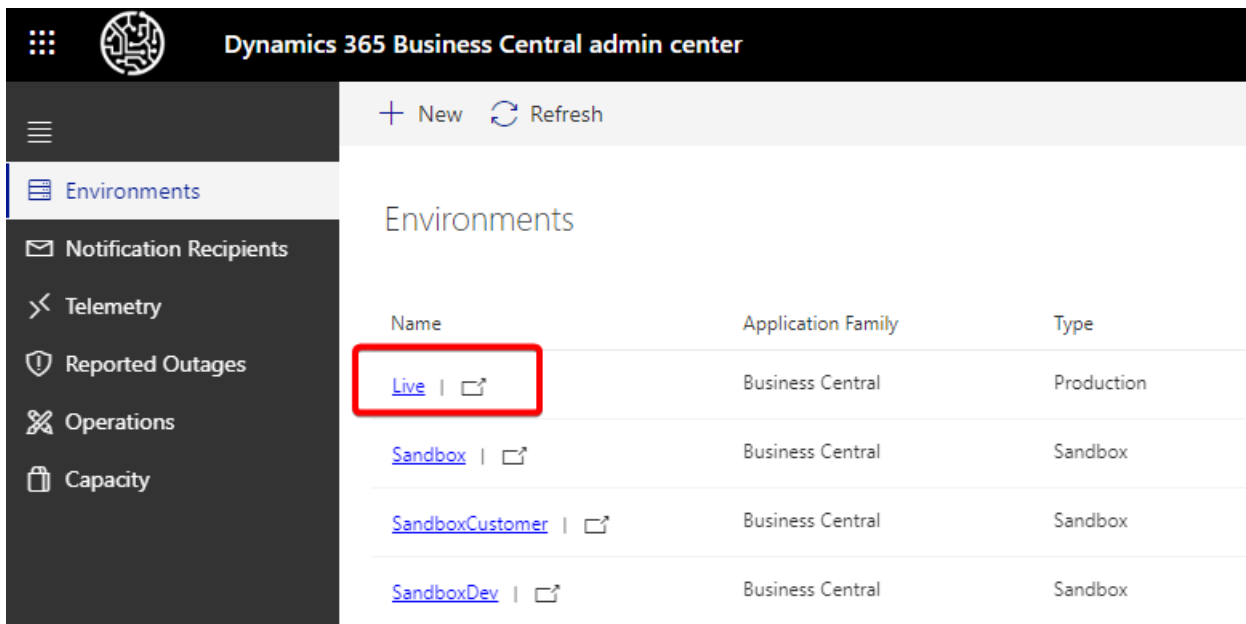 Dynamics 365 Business Central admin center
New Refresh
Environments
Notification Recipients
Telemetry
Reported Outages
Operations
Capacity
Environments
Name Application Family Type
Live | Business Central Production
Sandbox | Business Central Sandbox
SandboxCustomer | Business Central Sandbox
SandboxDev | Business Central Sandbox